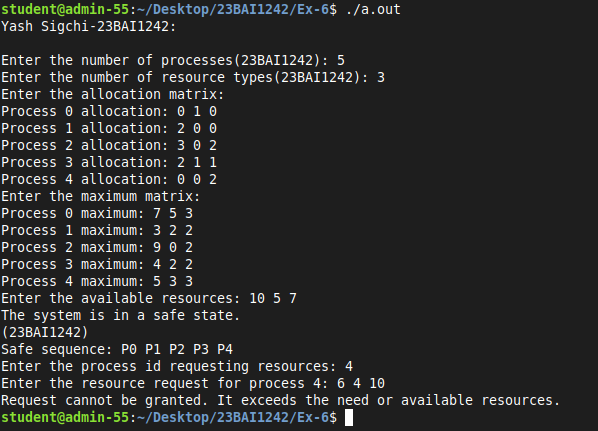 student@admin-55:~/Desktop/23BAI1242/Ex-6$ ./a.out
Yash Sigchi-23BAI1242:
Enter the number of processes(23BAI1242): 5
Enter the number of resource types(23BAI1242): 3
Enter the allocation matrix:
Process 0 allocation: 0 1 0
Process 1 allocation: 2 0 0
Process 2 allocation: 3 0 2
Process 3 allocation: 2 1 1
Process 4 allocation: 0 0 2
Enter the maximum matrix:
Process 0 maximum: 7 5 3
Process 1 maximum: 3 2 2
Process 2 maximum: 9 0 2
Process 3 maximum: 4 2 2
Process 4 maximum: 5 3 3
Enter the available resources: 10 5 7
The system is in a safe state.
(23BAI1242)
Safe sequence: P0 P1 P2 P3 P4
Enter the process id requesting resources: 4
Enter the resource request for process 4: 6 4 10
Request cannot be granted. It exceeds the need or available resources.
student@admin-55:~/Desktop/23BAI1242/Ex-6$